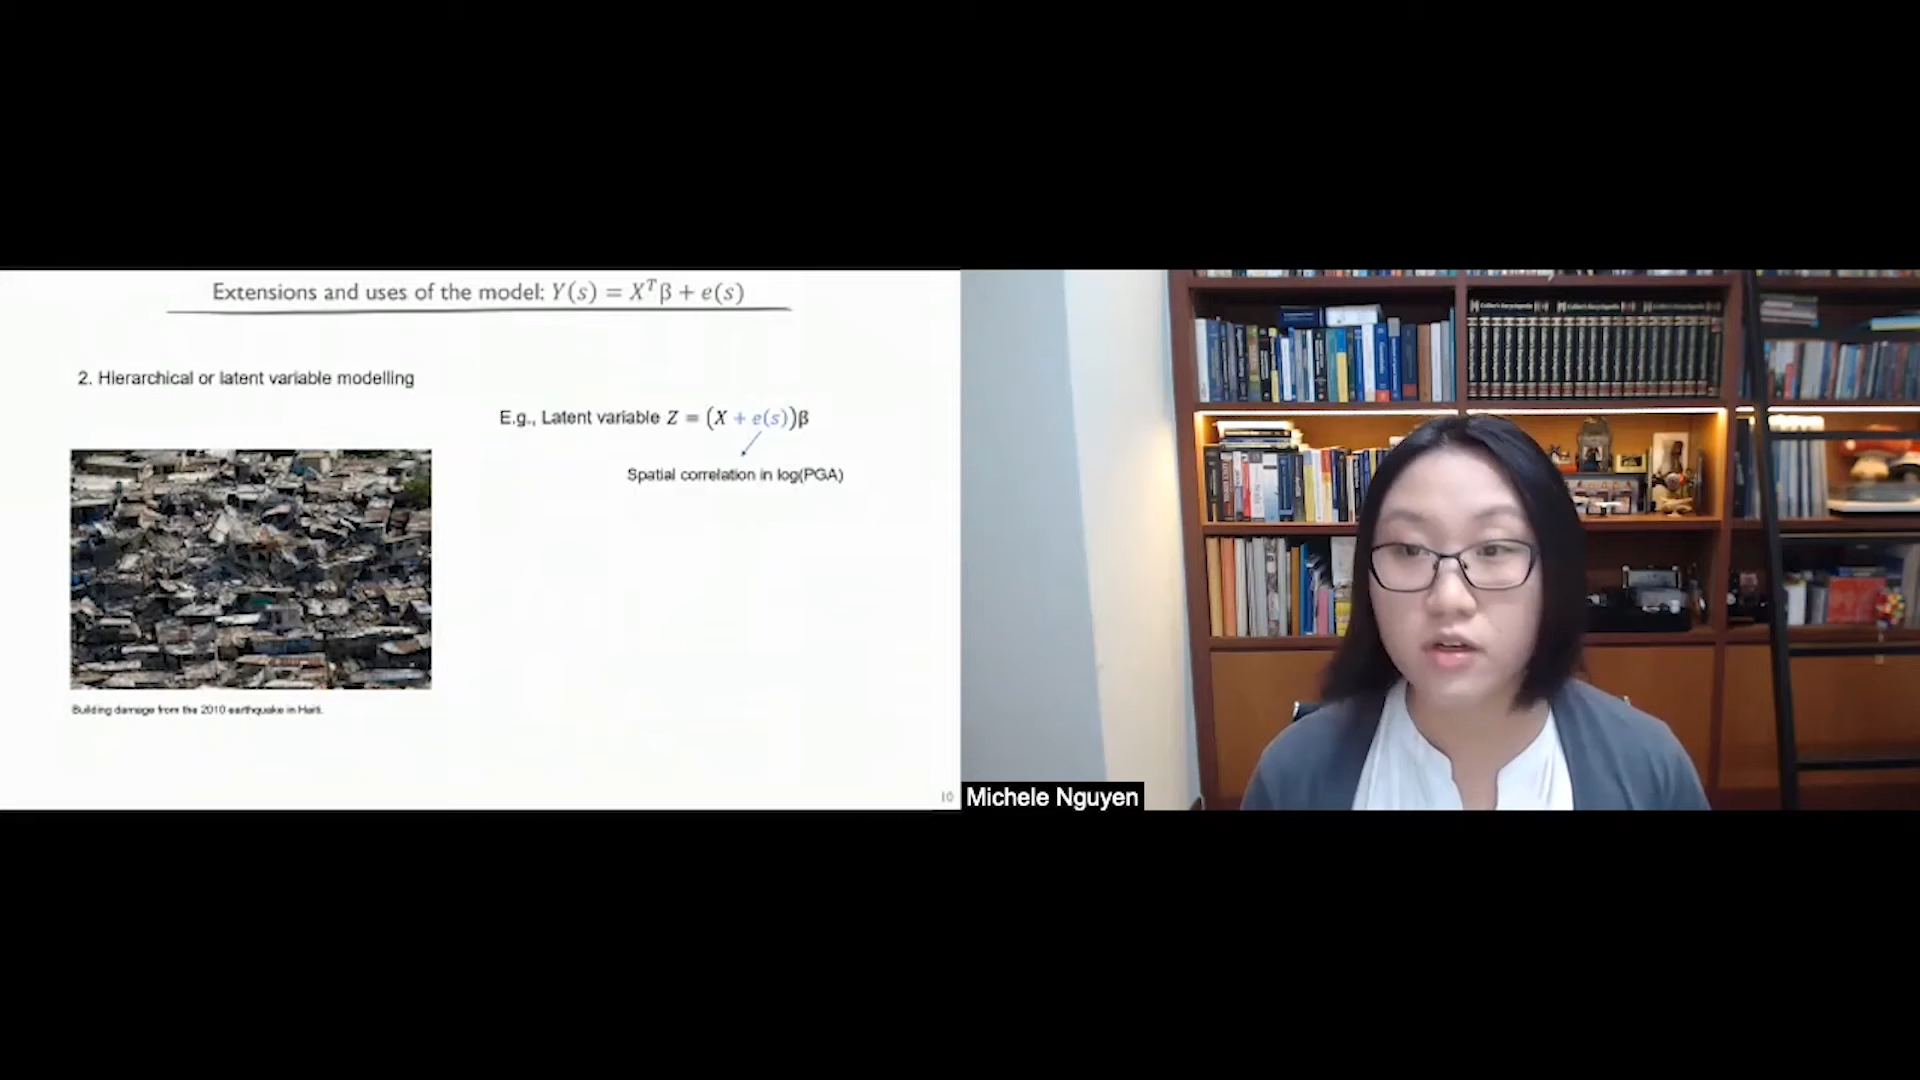 Extensions and uses of the model: Y(s) = Xᵀβ + e(s)
2. Hierarchical or latent variable modelling
E.g., Latent variable Z = (X + e(s))β
Spatial correlation in log(PGA)
Building damage from the 2010 earthquake in Haiti.
10
Michele Nguyen